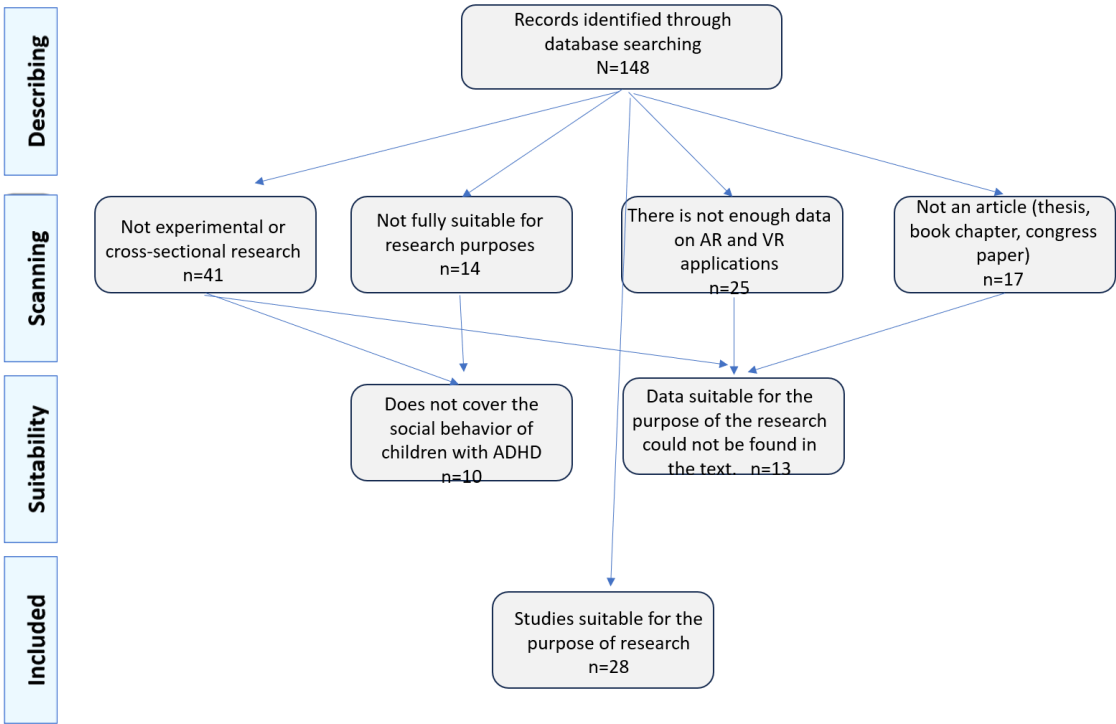 Describing
Records identified through
database searching
N=148
Scanning
Not experimental or
cross-sectional research
n=41
Not fully suitable for
research purposes
n=14
There is not enough data
on AR and VR
applications
n=25
Not an article (thesis,
book chapter, congress
paper)
n=17
Suitability
Does not cover the
social behavior of
children with ADHD
n=10
Data suitable for the
purpose of the research
could not be found in
the text. n=13
Included
Studies suitable for the
purpose of research
n=28